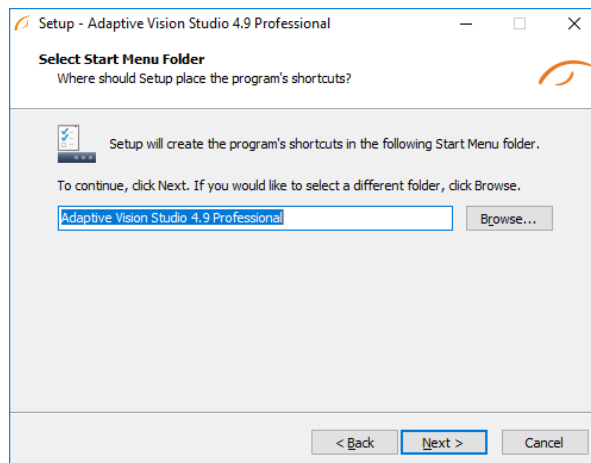 Setup - Adaptive Vision Studio 4.9 Professional
Select Start Menu Folder
Where should Setup place the program's shortcuts?
Setup will create the program's shortcuts in the following Start Menu folder.
To continue, click Next. If you would like to select a different folder, click Browse.
Adaptive Vision Studio 4.9 Professional
Browse...
< Back
Next >
Cancel